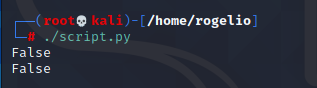 ┌──(root💀kali)-[/home/rogelio]
└─# ./script.py
False
False